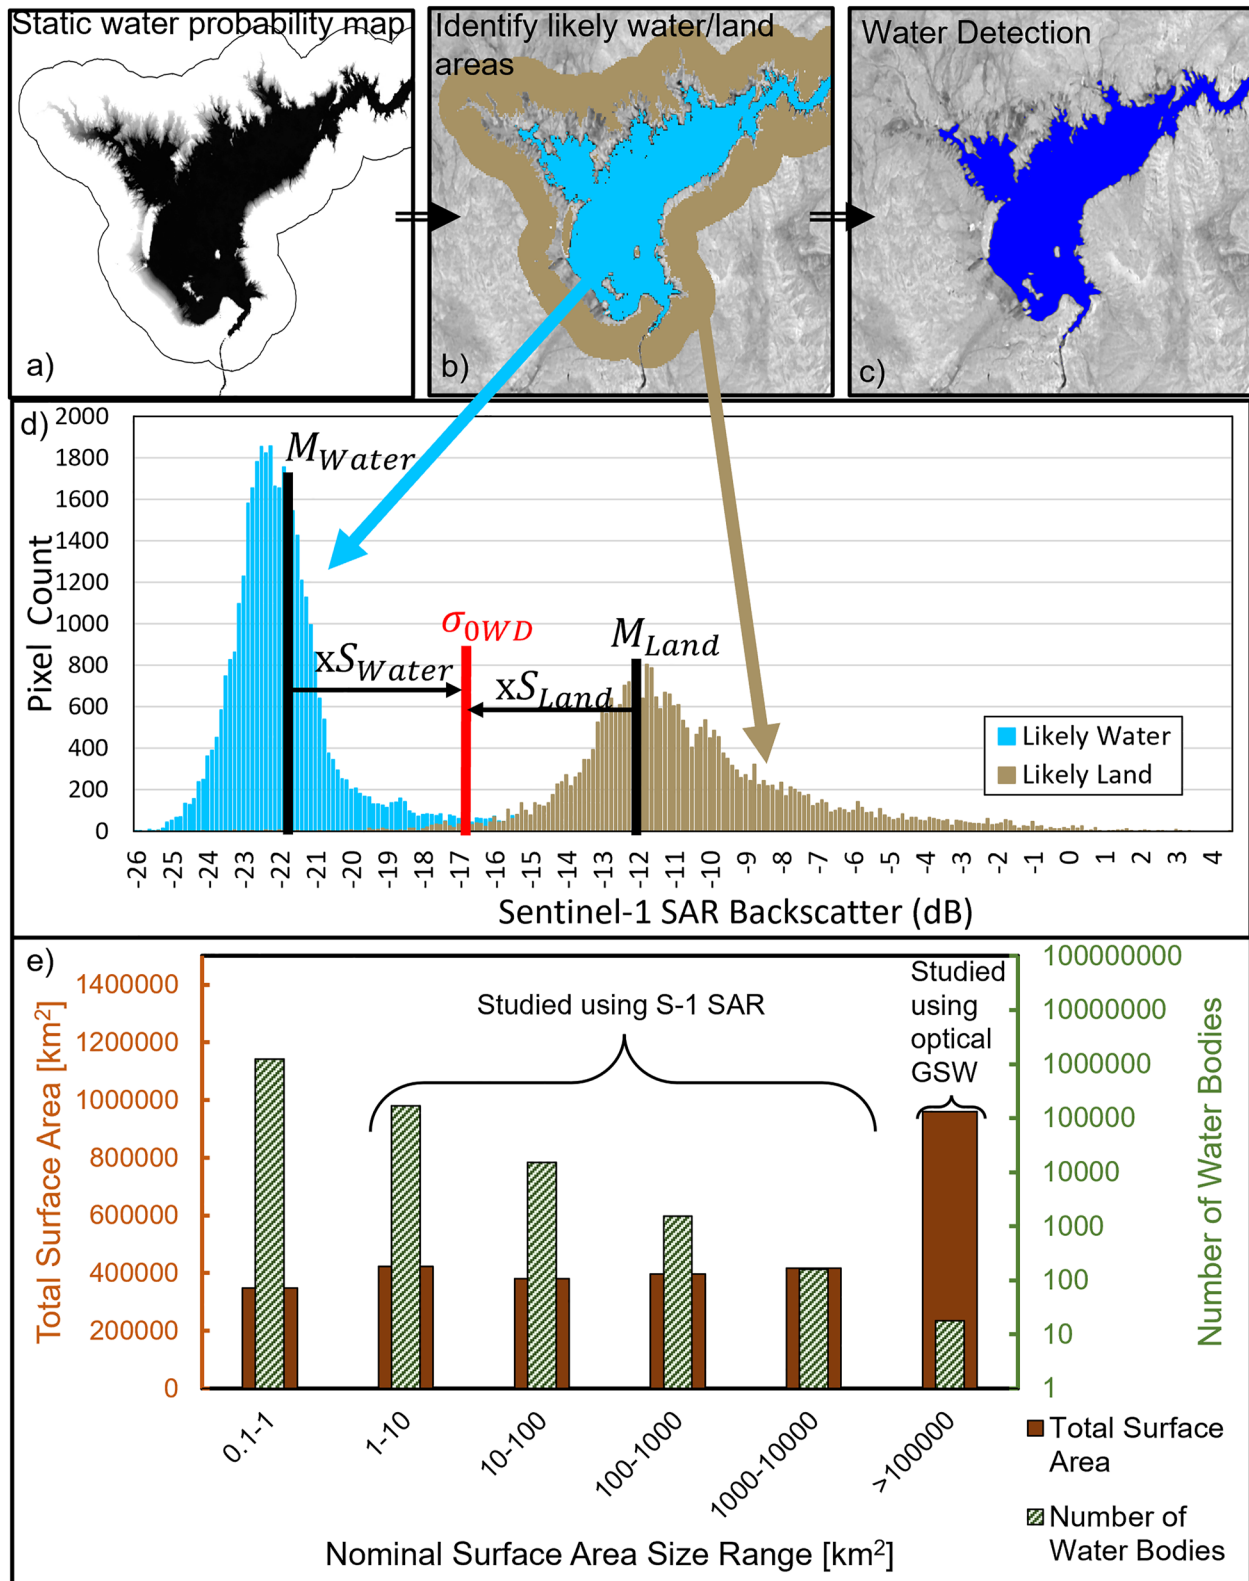 Static water probability map
a)
Identify likely water/land
areas
b)
Water Detection
c)
d)
2000
1800
1600
1400
1200
1000
800
600
400
200
0
Pixel Count
M_Water
xS_Water
σ_0WD
M_Land
xS_Land
Likely Water
Likely Land
-26 -25 -24 -23 -22 -21 -20 -19 -18 -17 -16 -15 -14 -13 -12 -11 -10 -9 -8 -7 -6 -5 -4 -3 -2 -1 0 1 2 3 4
Sentinel-1 SAR Backscatter (dB)
e)
1400000
1200000
1000000
800000
600000
400000
200000
0
Total Surface Area [km²]
Studied using S-1 SAR
Studied
using
optical
GSW
100000000
10000000
1000000
100000
10000
1000
100
10
1
Number of Water Bodies
0.1-1
1-10
10-100
100-1000
1000-10000
>100000
Nominal Surface Area Size Range [km²]
Total Surface
Area
Number of
Water Bodies